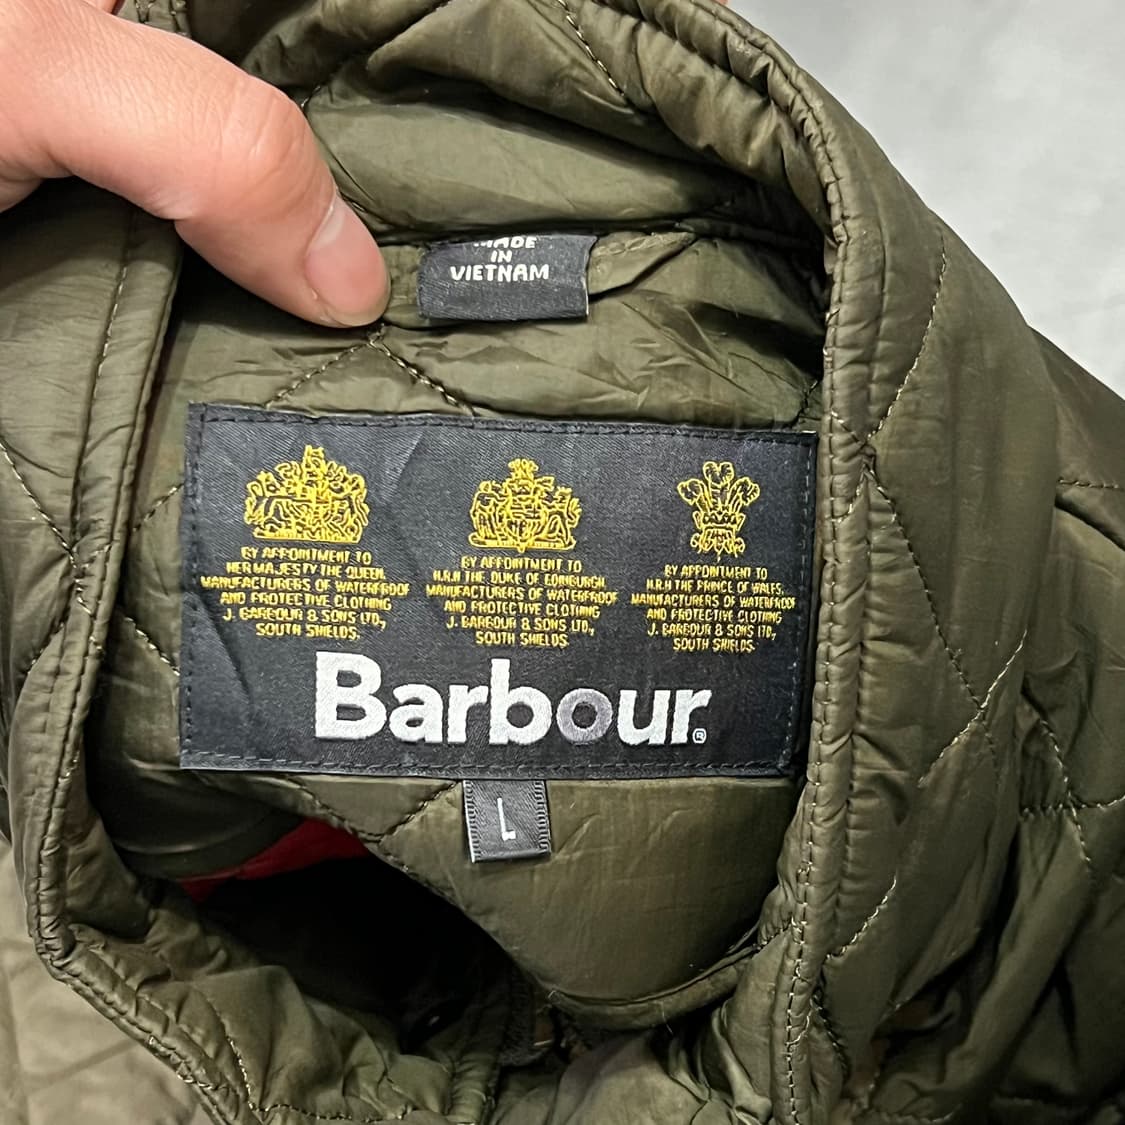 MADE
IN
VIETNAM
BY APPOINTMENT TO
HER MAJESTY THE QUEEN.
MANUFACTURERS OF WATERPROOF
AND PROTECTIVE CLOTHING
J. BARBOUR & SONS LTD.,
SOUTH SHIELDS.
BY APPOINTMENT TO
H.R.H THE DUKE OF EDINBURGH.
MANUFACTURERS OF WATERPROOF
AND PROTECTIVE CLOTHING
J. BARBOUR & SONS LTD.,
SOUTH SHIELDS.
BY APPOINTMENT TO
H.R.H THE PRINCE OF WALES.
MANUFACTURERS OF WATERPROOF
AND PROTECTIVE CLOTHING
J. BARBOUR & SONS LTD.,
SOUTH SHIELDS.
Barbour®
L